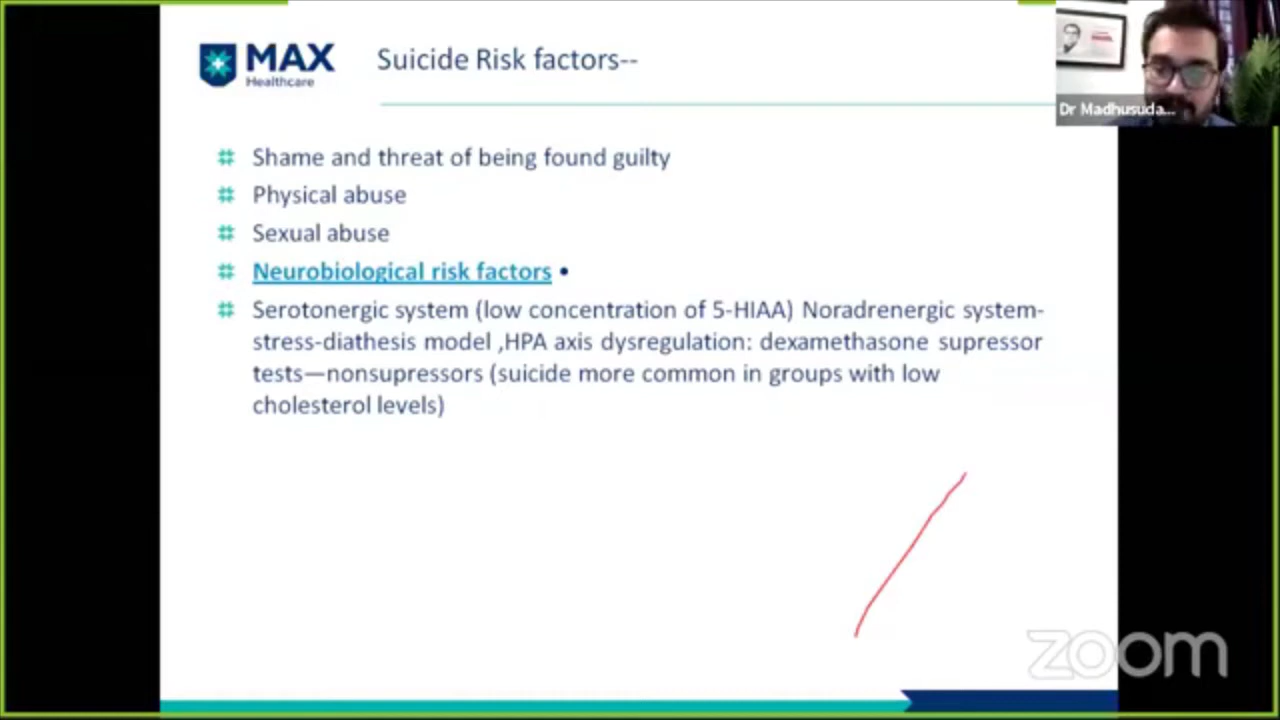 MAX
Healthcare
Suicide Risk factors--
Dr Madhusuda...
Shame and threat of being found guilty
Physical abuse
Sexual abuse
Neurobiological risk factors •
Serotonergic system (low concentration of 5-HIAA) Noradrenergic system-
stress-diathesis model ,HPA axis dysregulation: dexamethasone supressor
tests—nonsupressors (suicide more common in groups with low
cholesterol levels)
zoom